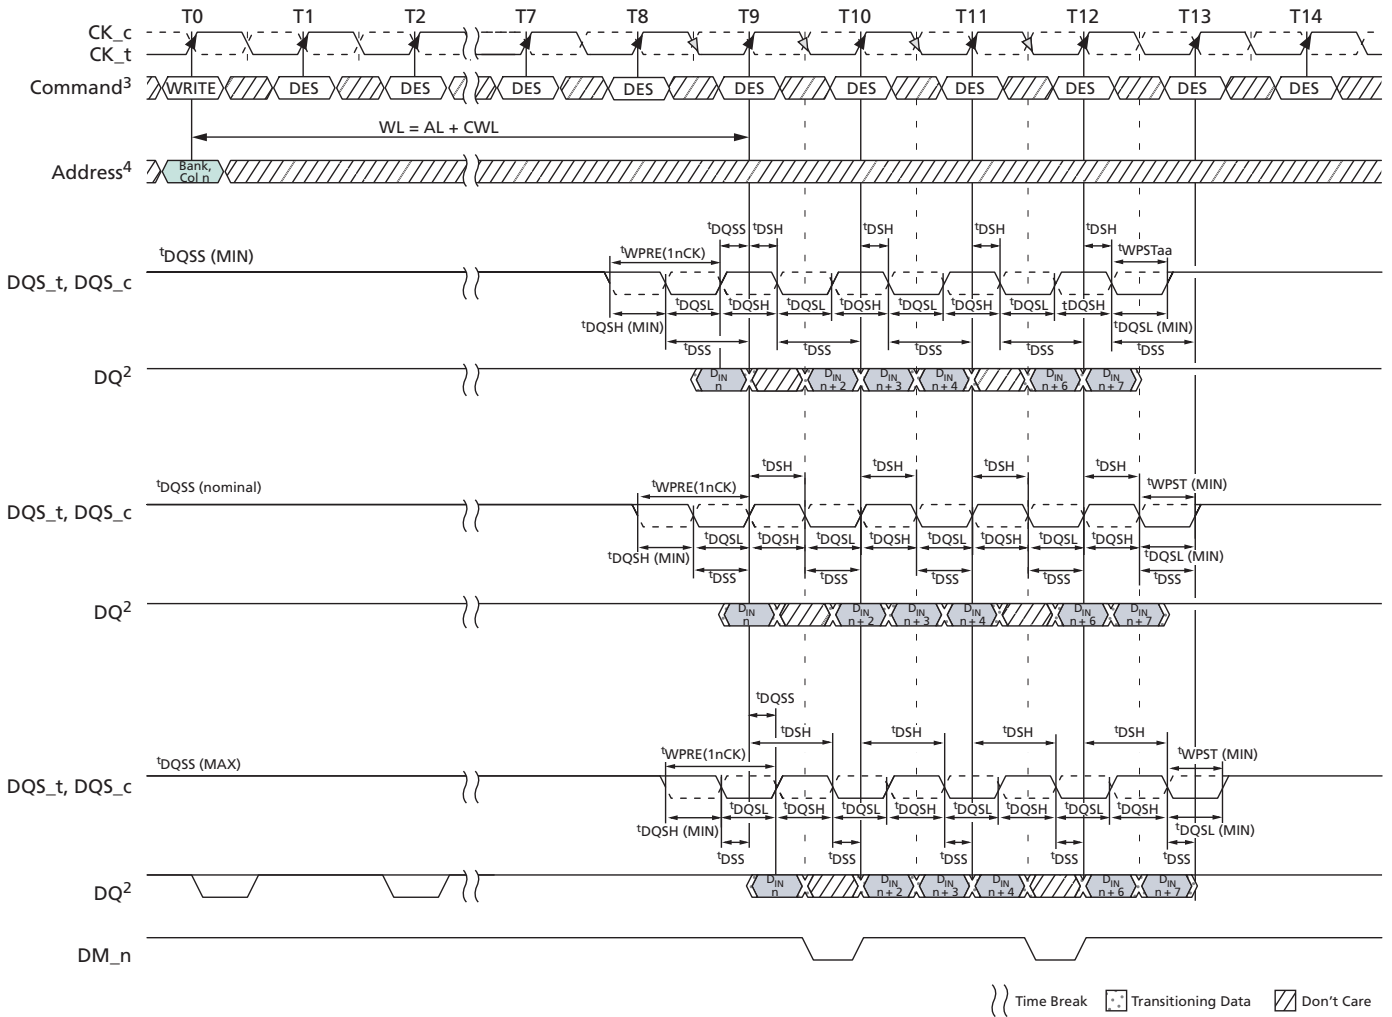 T0 T1 T2 T7 T8 T9 T10 T11 T12 T13 T14
CK_c
CK_t
Command3 WRITE DES DES DES DES DES DES DES DES DES DES
WL = AL + CWL
Address4 Bank, Col n
tDQSS (MIN)
tDQSS tDSH tDSH tDSH tDSH
tWPRE(1nCK) tWPSTaa
DQS_t, DQS_c
tDQSL tDQSH tDQSL tDQSH tDQSL tDQSH tDQSL tDQSH
tDQSH (MIN) tDQSL (MIN)
tDSS tDSS tDSS tDSS tDSS
DQ2
DIN n DIN n + 2 DIN n + 3 DIN n + 4 DIN n + 6 DIN n + 7
tDSH tDSH tDSH tDSH
tDQSS (nominal) tWPRE(1nCK) tWPST (MIN)
DQS_t, DQS_c
tDQSL tDQSH tDQSL tDQSH tDQSL tDQSH tDQSL tDQSH
tDQSH (MIN) tDQSL (MIN)
tDSS tDSS tDSS tDSS tDSS
DQ2
DIN n DIN n + 2 DIN n + 3 DIN n + 4 DIN n + 6 DIN n + 7
tDQSS
tDSH tDSH tDSH tDSH
tDQSS (MAX) tWPRE(1nCK) tWPST (MIN)
DQS_t, DQS_c
tDQSL tDQSH tDQSL tDQSH tDQSL tDQSH tDQSL tDQSH
tDQSH (MIN) tDQSL (MIN)
tDSS tDSS tDSS tDSS tDSS
DQ2
DIN n DIN n + 2 DIN n + 3 DIN n + 4 DIN n + 6 DIN n + 7
DM_n
Time Break Transitioning Data Don't Care